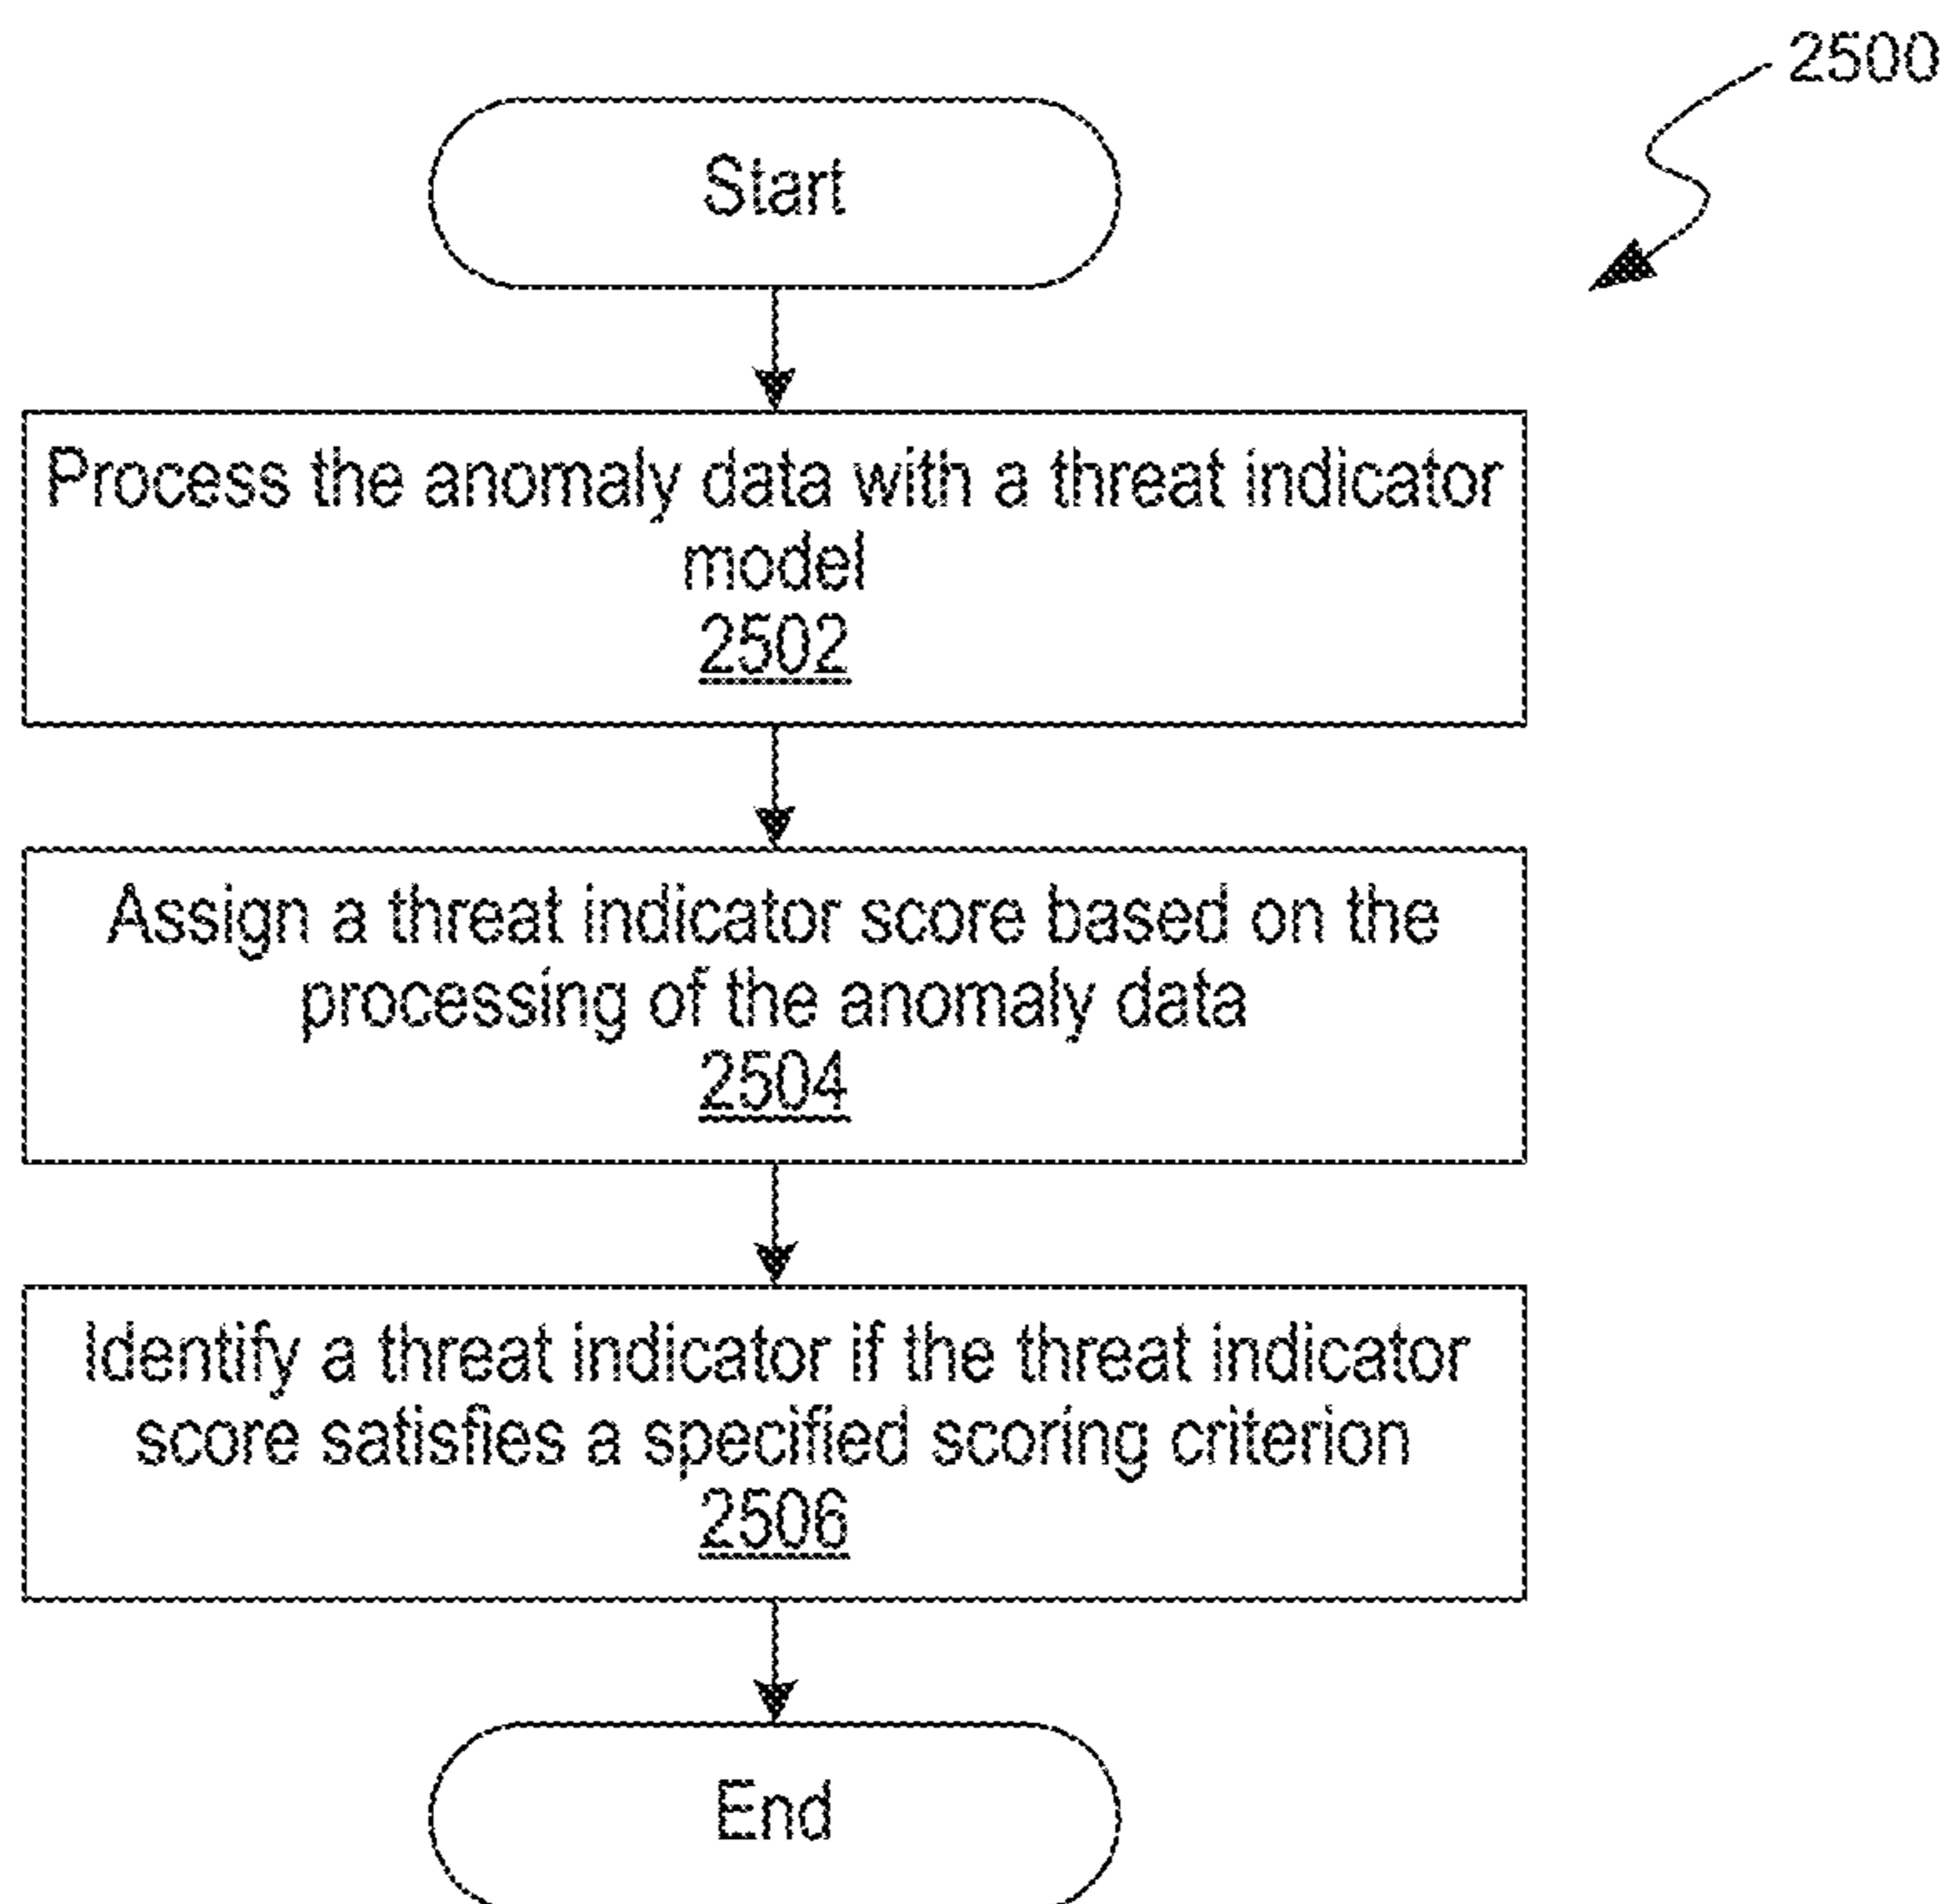 2500
Start
Process the anomaly data with a threat indicator
model
2502
Assign a threat indicator score based on the
processing of the anomaly data
2504
Identify a threat indicator if the threat indicator
score satisfies a specified scoring criterion
2506
End